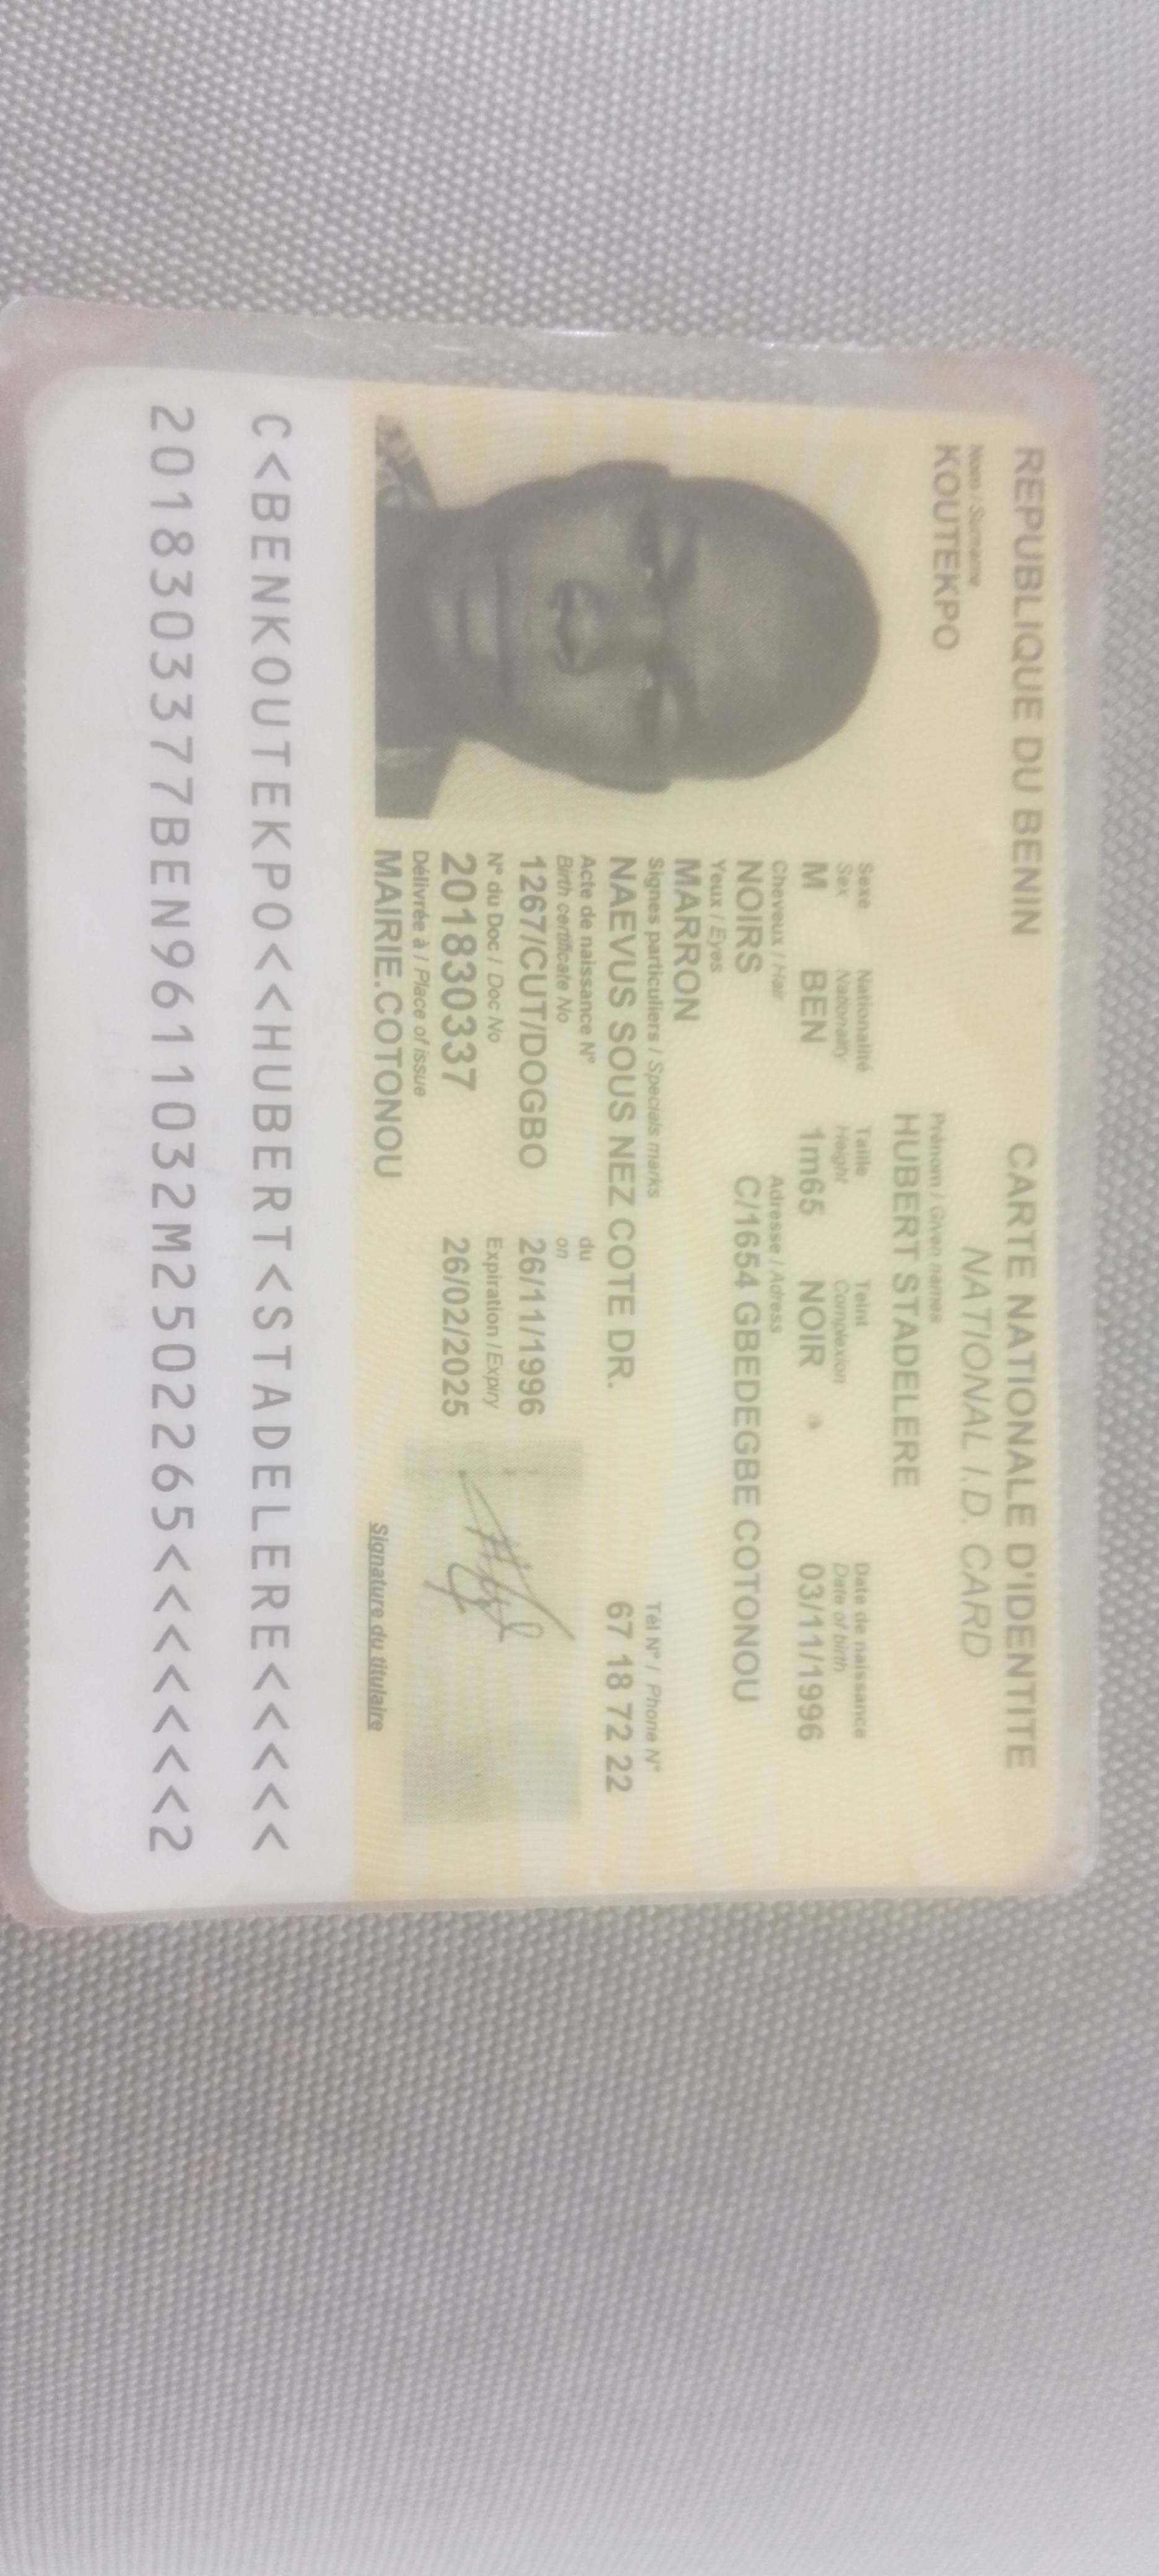 REPUBLIQUE DU BENIN CARTE NATIONALE D'IDENTITE
NATIONAL I.D. CARD
Nom / Surname
KOUTEKPO
Prénom / Given names
HUBERT STADELERE
Sexe Nationalité Taille Teint Date de naissance
Sex Nationality Height Complexion Date of birth
M BEN 1m65 NOIR 03/11/1996
Cheveux / Hair Adresse / Adress
NOIRS C/1654 GBEDEGBE COTONOU
Yeux / Eyes
MARRON
Signes particuliers / Specials marks Tél N° / Phone N°
NAEVUS SOUS NEZ COTE DR. 67 18 72 22
Acte de naissance N° du
Birth certificate No on
1267/CUT/DOGBO 26/11/1996
N° du Doc / Doc No Expiration / Expiry
201830337 26/02/2025
Délivrée à / Place of issue
MAIRIE.COTONOU Signature du titulaire
C<BENKOUTEKPO<<HUBERT<STADELERE<<<<<
2018303377BEN9611032M2502265<<<<<<<2